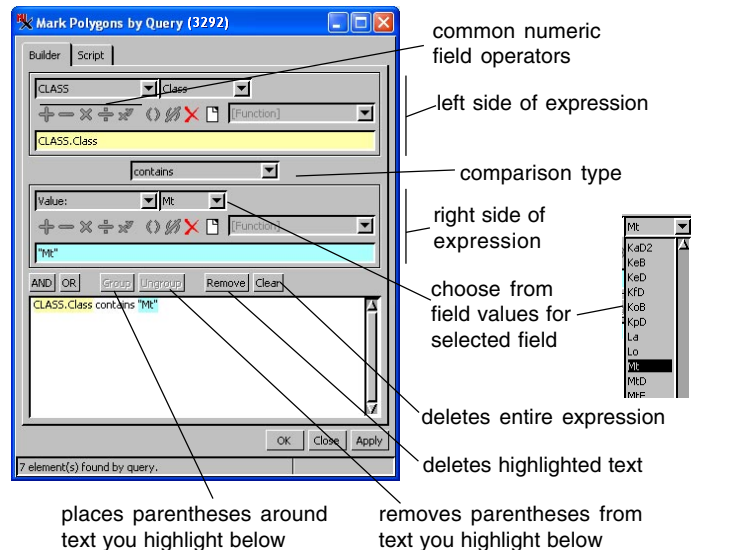 Mark Polygons by Query (3292)
common numeric
field operators
Builder Script
CLASS Class
left side of expression
[Function]
CLASS.Class
contains
comparison type
Value: Mt
right side of
expression
[Function]
"Mt"
AND OR Group Ungroup Remove Clear
choose from
field values for
selected field
CLASS.Class contains "Mt"
Mt
KaD2
KeB
KeD
KfD
KoB
KpD
La
Lo
Mt
MtD
MtE
deletes entire expression
OK Close Apply
deletes highlighted text
7 element(s) found by query.
places parentheses around
text you highlight below
removes parentheses from
text you highlight below